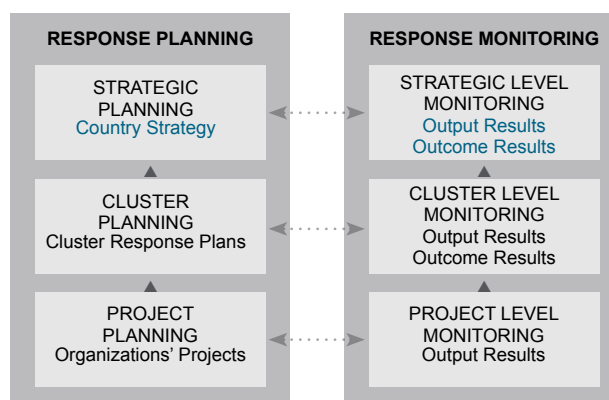 RESPONSE PLANNING
STRATEGIC
PLANNING
Country Strategy
CLUSTER
PLANNING
Cluster Response Plans
PROJECT
PLANNING
Organizations’ Projects
RESPONSE MONITORING
STRATEGIC LEVEL
MONITORING
Output Results
Outcome Results
CLUSTER LEVEL
MONITORING
Output Results
Outcome Results
PROJECT LEVEL
MONITORING
Output Results